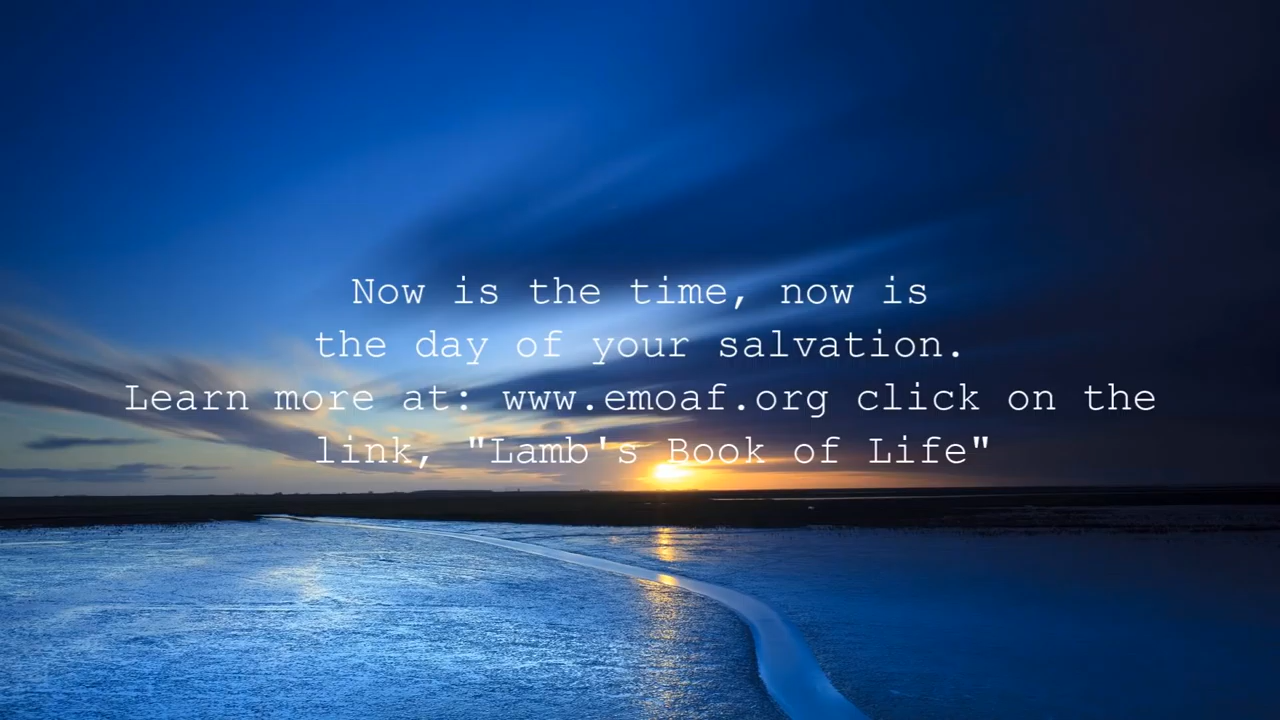 Now is the time, now is
the day of your salvation.
Learn more at: www.emoaf.org click on the
link, "Lamb's Book of Life"